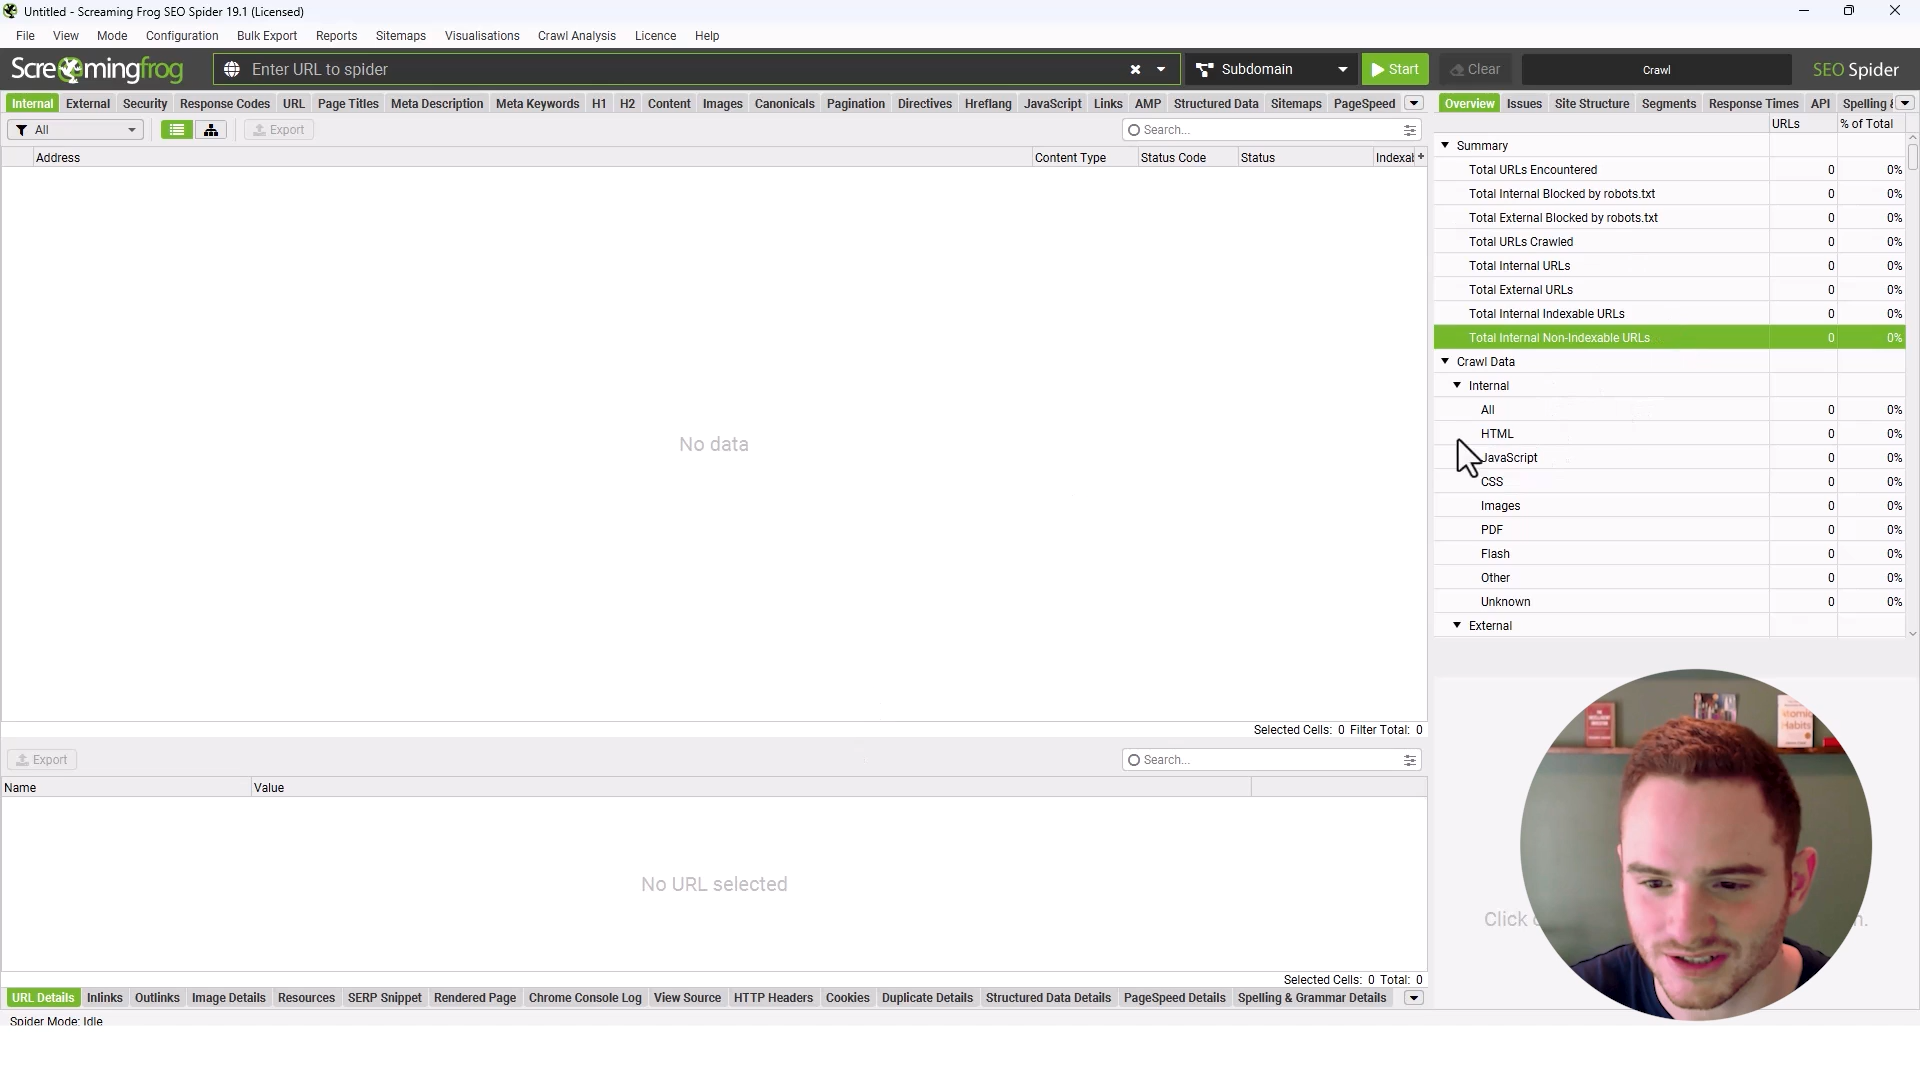 Untitled - Screaming Frog SEO Spider 19.1 (Licensed)
File View Mode Configuration Bulk Export Reports Sitemaps Visualisations Crawl Analysis Licence Help
Screamingfrog Enter URL to spider Subdomain Start Clear Crawl SEO Spider
Internal External Security Response Codes URL Page Titles Meta Description Meta Keywords H1 H2 Content Images Canonicals Pagination Directives Hreflang JavaScript Links AMP Structured Data Sitemaps PageSpeed
Overview Issues Site Structure Segments Response Times API Spelling
All Export Search...
URLs % of Total
Address Content Type Status Code Status Indexal +
Summary
Total URLs Encountered 0 0%
Total Internal Blocked by robots.txt 0 0%
Total External Blocked by robots.txt 0 0%
Total URLs Crawled 0 0%
Total Internal URLs 0 0%
Total External URLs 0 0%
Total Internal Indexable URLs 0 0%
Total Internal Non-Indexable URLs 0 0%
Crawl Data
Internal
All 0 0%
HTML 0 0%
JavaScript 0 0%
CSS 0 0%
Images 0 0%
PDF 0 0%
Flash 0 0%
Other 0 0%
Unknown 0 0%
External
No data
Selected Cells: 0 Filter Total: 0
Export Search...
Name Value
No URL selected
Click
Atomic
Habits
Selected Cells: 0 Total: 0
URL Details Inlinks Outlinks Image Details Resources SERP Snippet Rendered Page Chrome Console Log View Source HTTP Headers Cookies Duplicate Details Structured Data Details PageSpeed Details Spelling & Grammar Details
Spider Mode: Idle